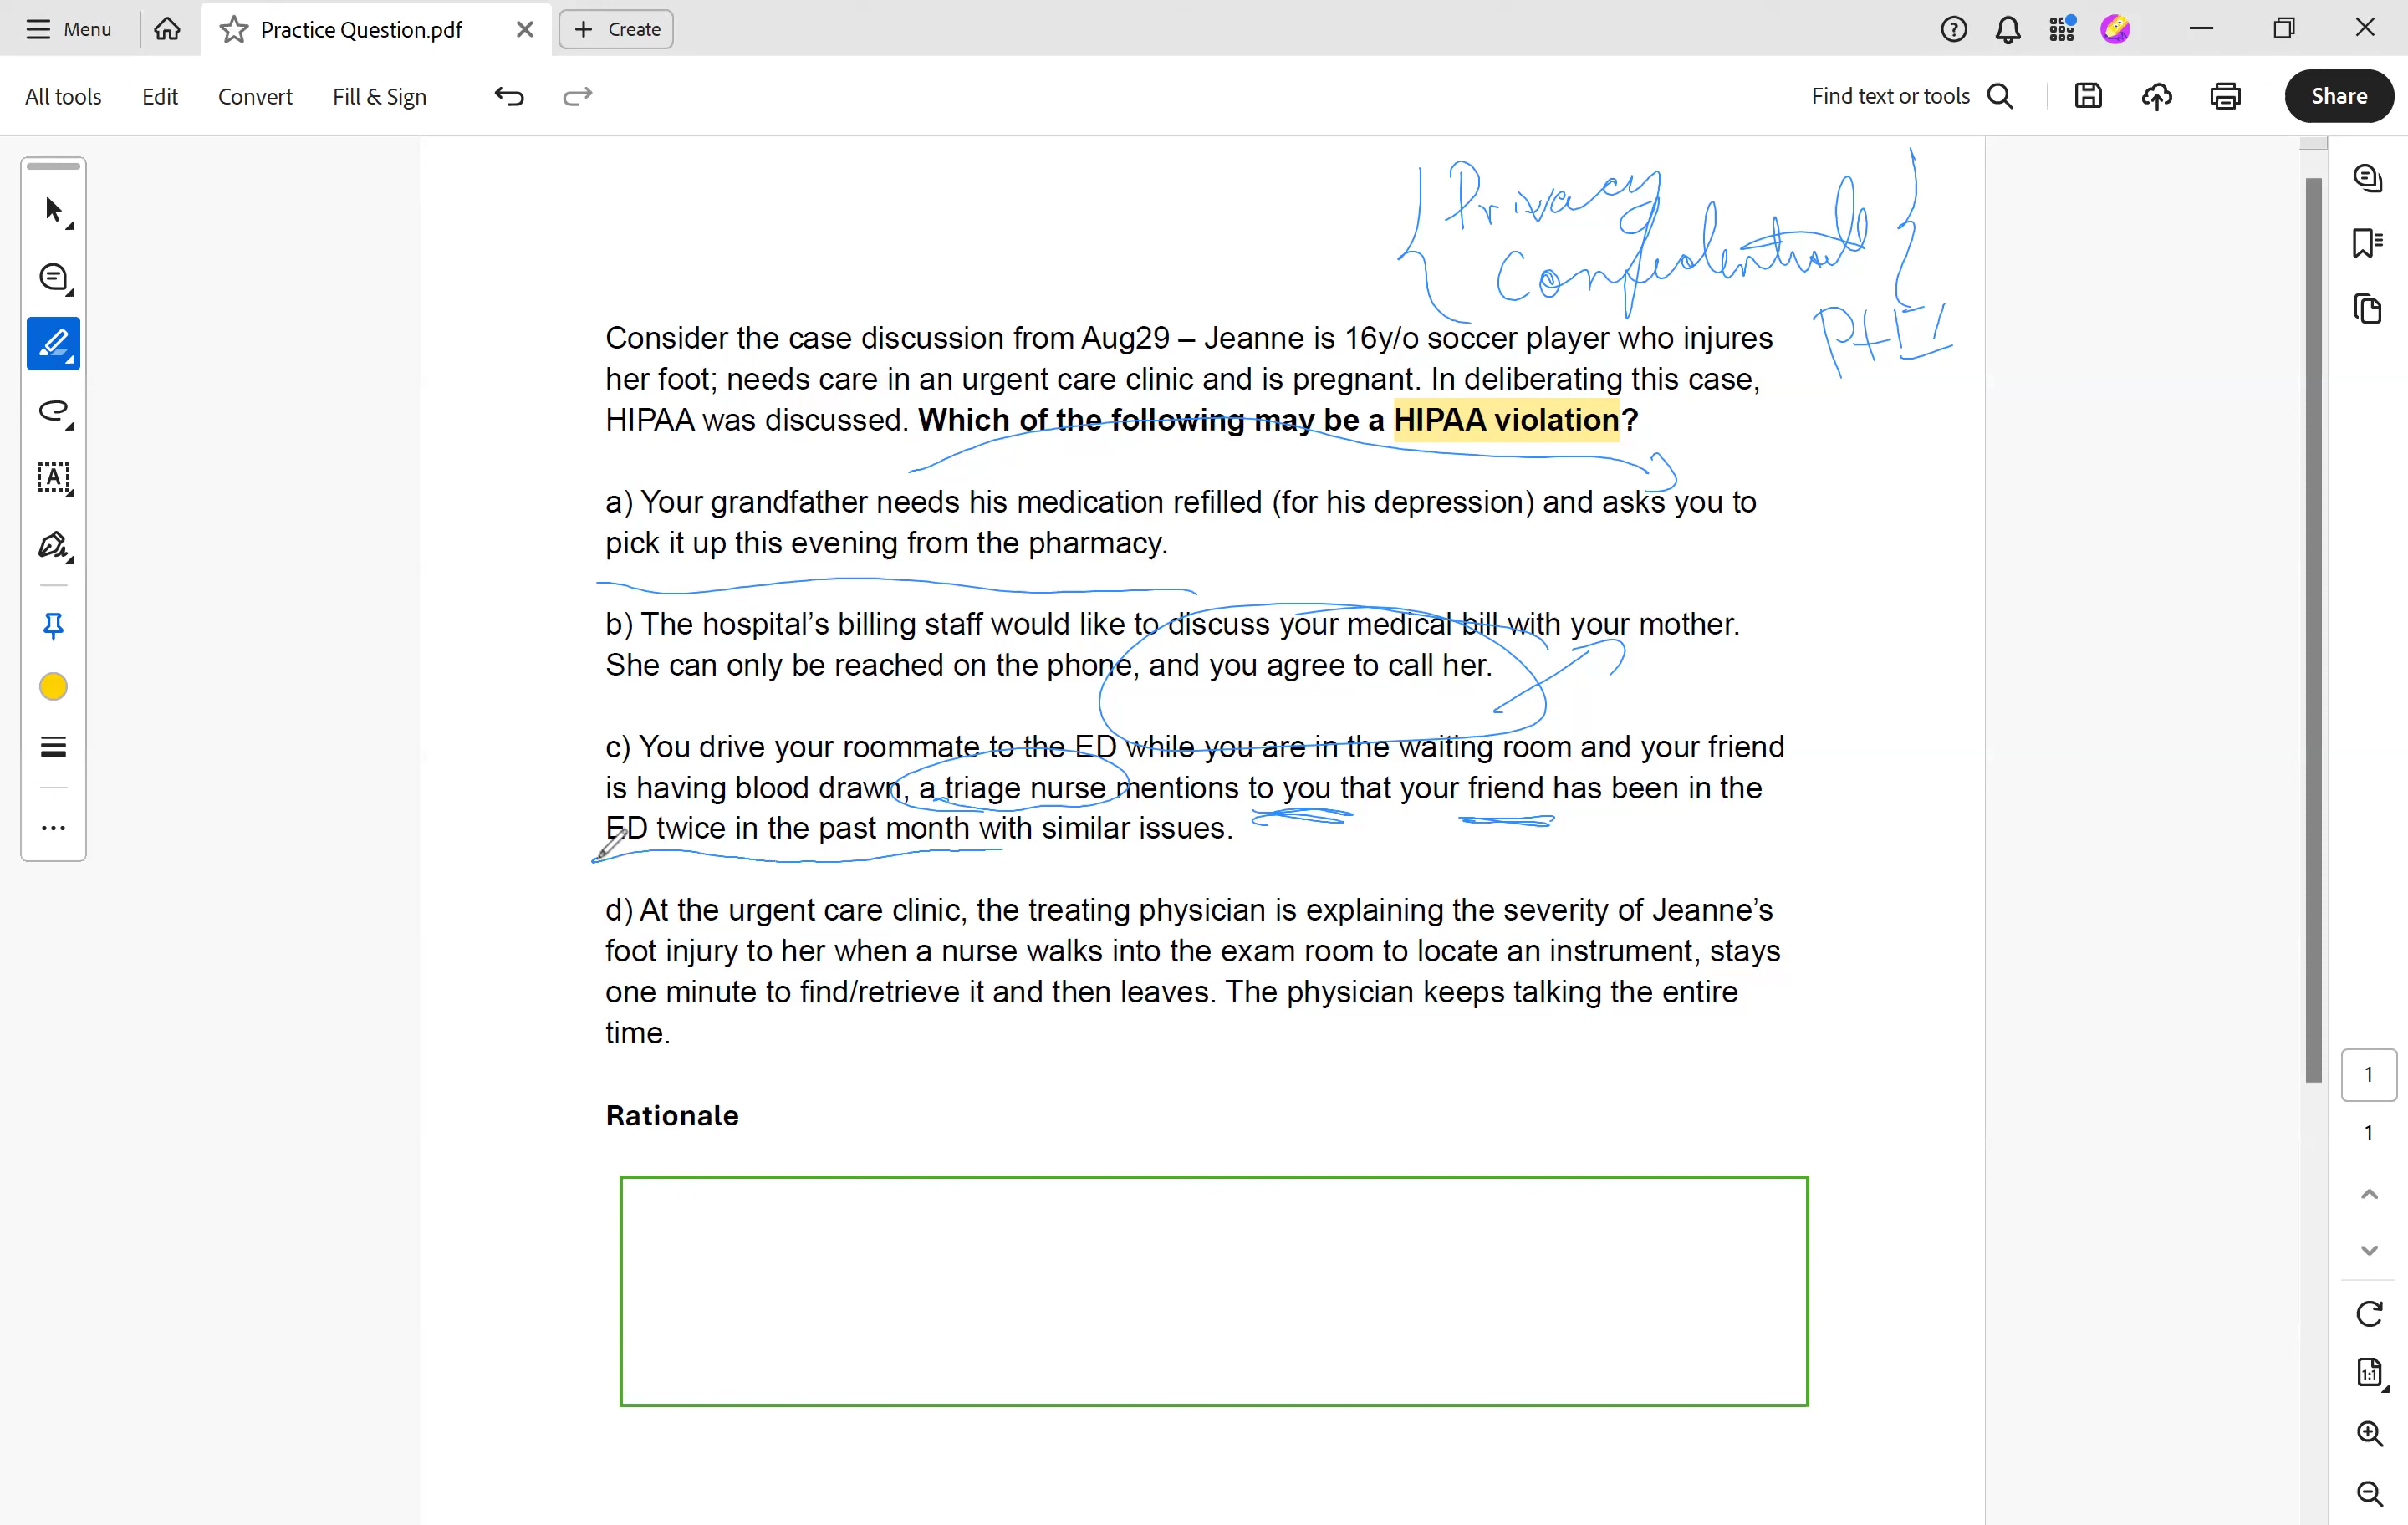 Menu
Practice Question.pdf
Create
All tools
Edit
Convert
Fill & Sign
Find text or tools
Share
Privacy
PHI
Consider the case discussion from Aug29 – Jeanne is 16y/o soccer player who injures
her foot; needs care in an urgent care clinic and is pregnant. In deliberating this case,
HIPAA was discussed. Which of the following may be a HIPAA violation?
a) Your grandfather needs his medication refilled (for his depression) and asks you to
pick it up this evening from the pharmacy.
b) The hospital’s billing staff would like to discuss your medical bill with your mother.
She can only be reached on the phone, and you agree to call her.
c) You drive your roommate to the ED while you are in the waiting room and your friend
is having blood drawn, a triage nurse mentions to you that your friend has been in the
ED twice in the past month with similar issues.
d) At the urgent care clinic, the treating physician is explaining the severity of Jeanne’s
foot injury to her when a nurse walks into the exam room to locate an instrument, stays
one minute to find/retrieve it and then leaves. The physician keeps talking the entire
time.
Rationale
1
1
1:1